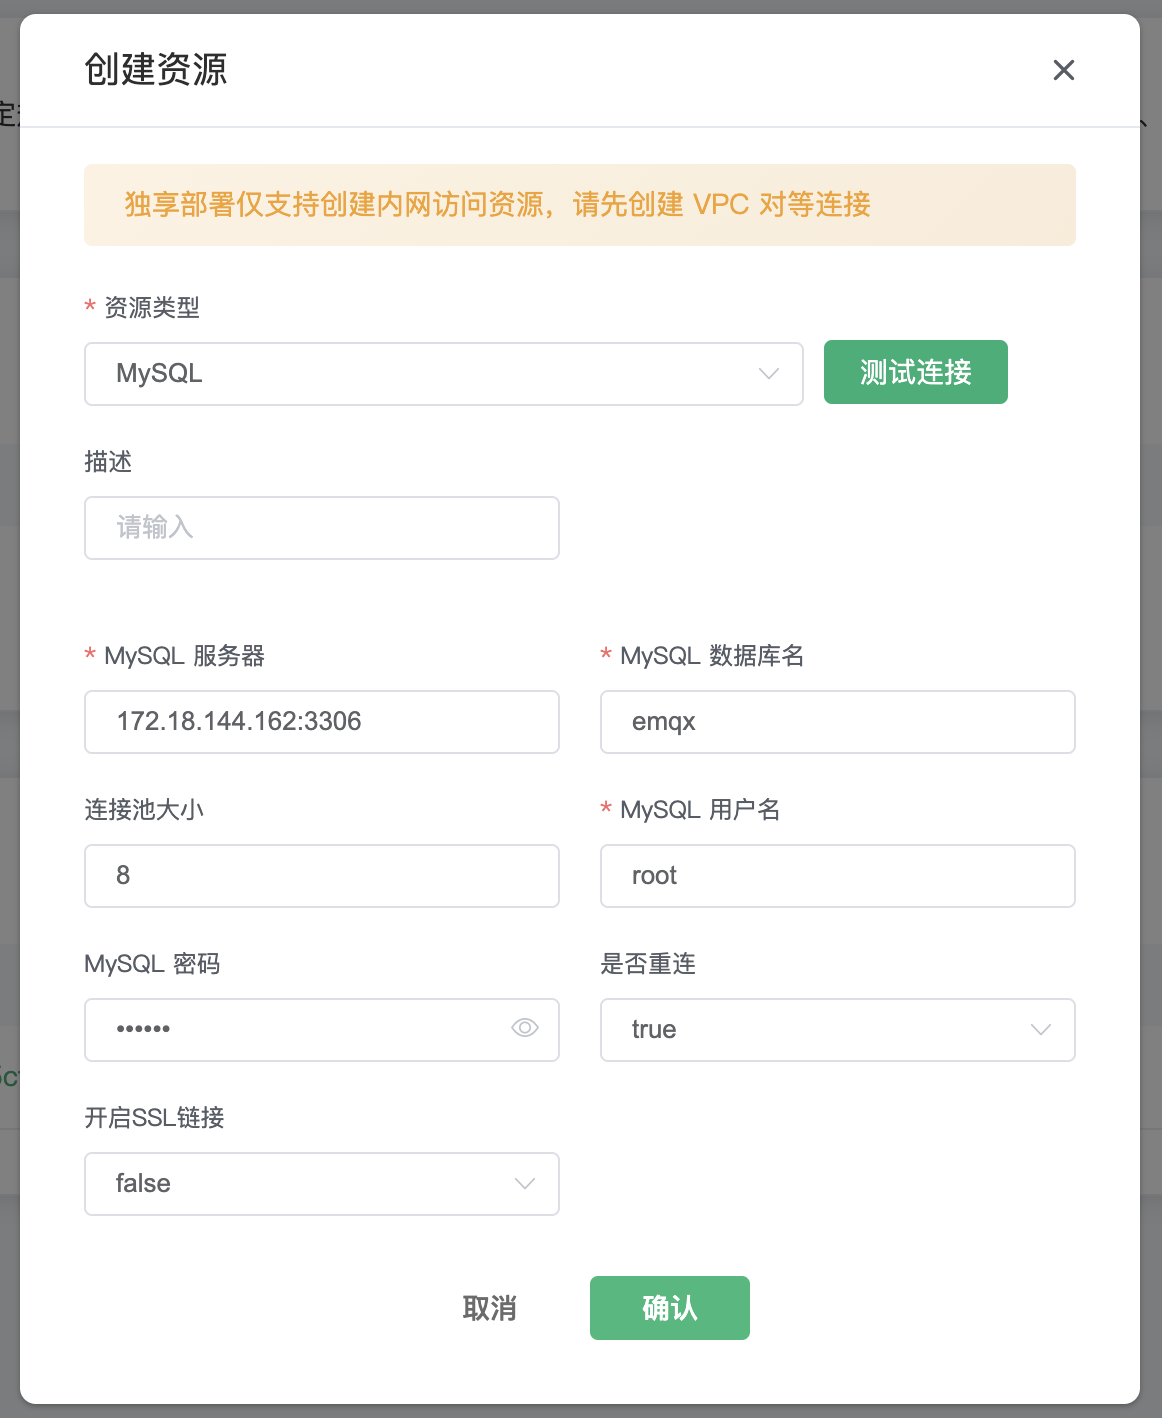 创建资源
独享部署仅支持创建内网访问资源，请先创建 VPC 对等连接
* 资源类型
MySQL
测试连接
描述
请输入
* MySQL 服务器
* MySQL 数据库名
172.18.144.162:3306
emqx
连接池大小
* MySQL 用户名
8
root
MySQL 密码
是否重连
••••••
true
开启SSL链接
false
取消
确认